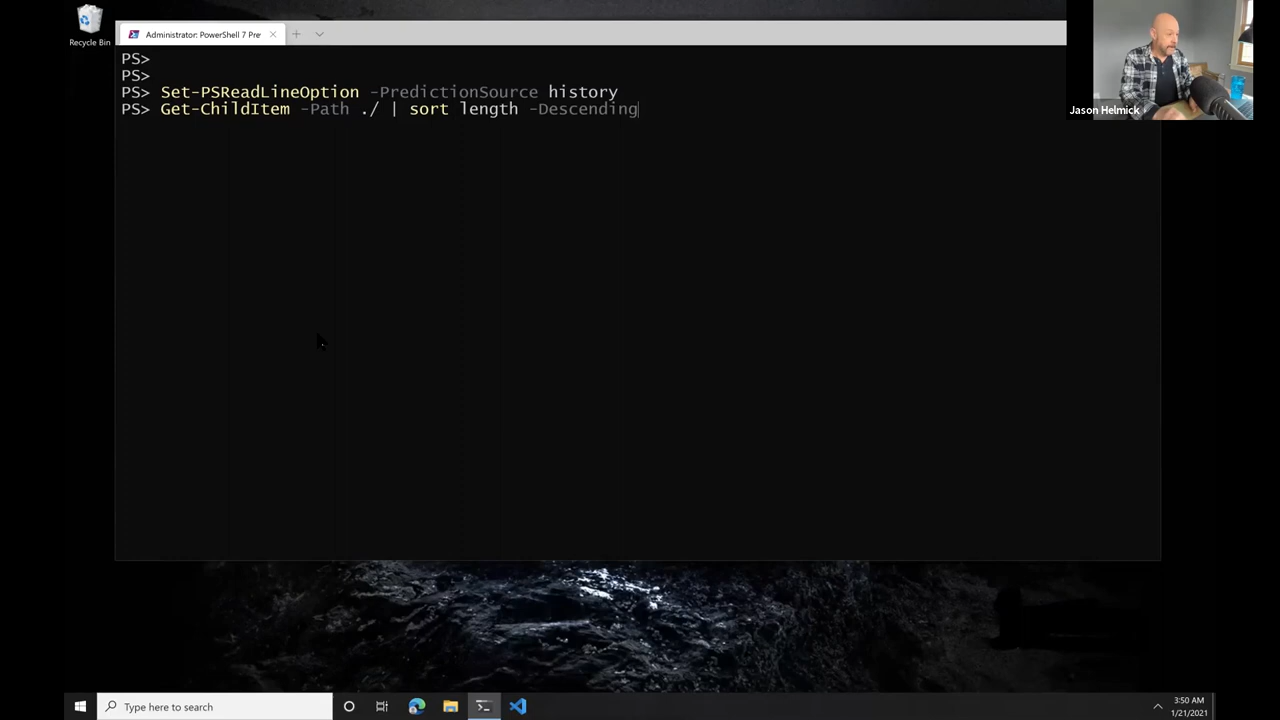 Recycle Bin
Administrator: PowerShell 7 Pre
PS>
PS>
PS> Set-PSReadLineOption -PredictionSource history
PS> Get-ChildItem -Path ./ | sort length -Descending
Jason Helmick
Type here to search
3:50 AM
1/21/2021